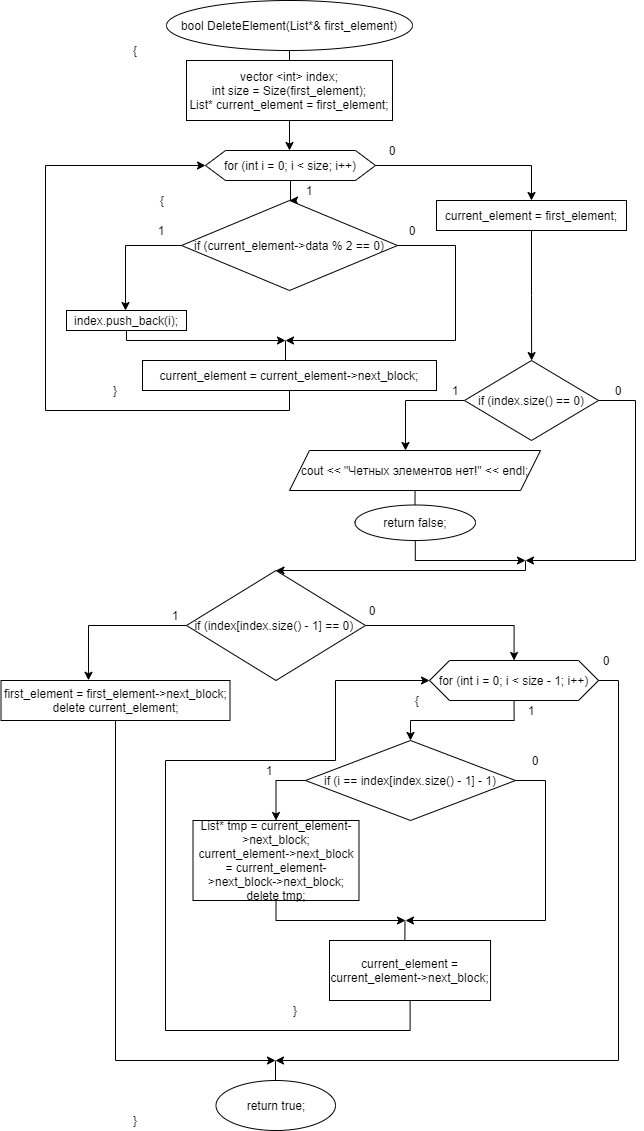 bool DeleteElement(List*& first_element)
{
vector <int> index;
int size = Size(first_element);
List* current_element = first_element;
for (int i = 0; i < size; i++)
0
1
{
current_element = first_element;
if (current_element->data % 2 == 0)
1
0
index.push_back(i);
current_element = current_element->next_block;
}
if (index.size() == 0)
1
0
cout << "Четных элементов нет!" << endl;
return false;
if (index[index.size() - 1] == 0)
1
0
first_element = first_element->next_block;
delete current_element;
for (int i = 0; i < size - 1; i++)
0
{
1
if (i == index[index.size() - 1] - 1)
1
0
List* tmp = current_element-
>next_block;
current_element->next_block
= current_element-
>next_block->next_block;
delete tmp;
current_element =
current_element->next_block;
}
return true;
}